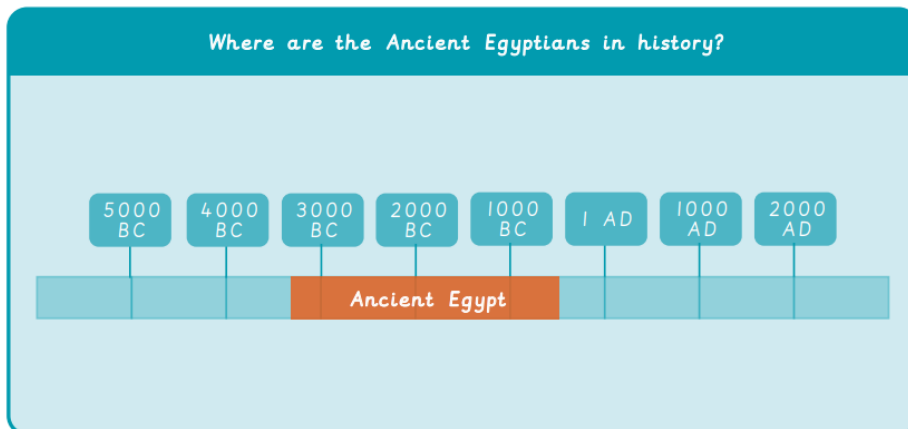 Where are the Ancient Egyptians in history?
5000
BC
4000
BC
3000
BC
2000
BC
1000
BC
1 AD
1000
AD
2000
AD
Ancient Egypt